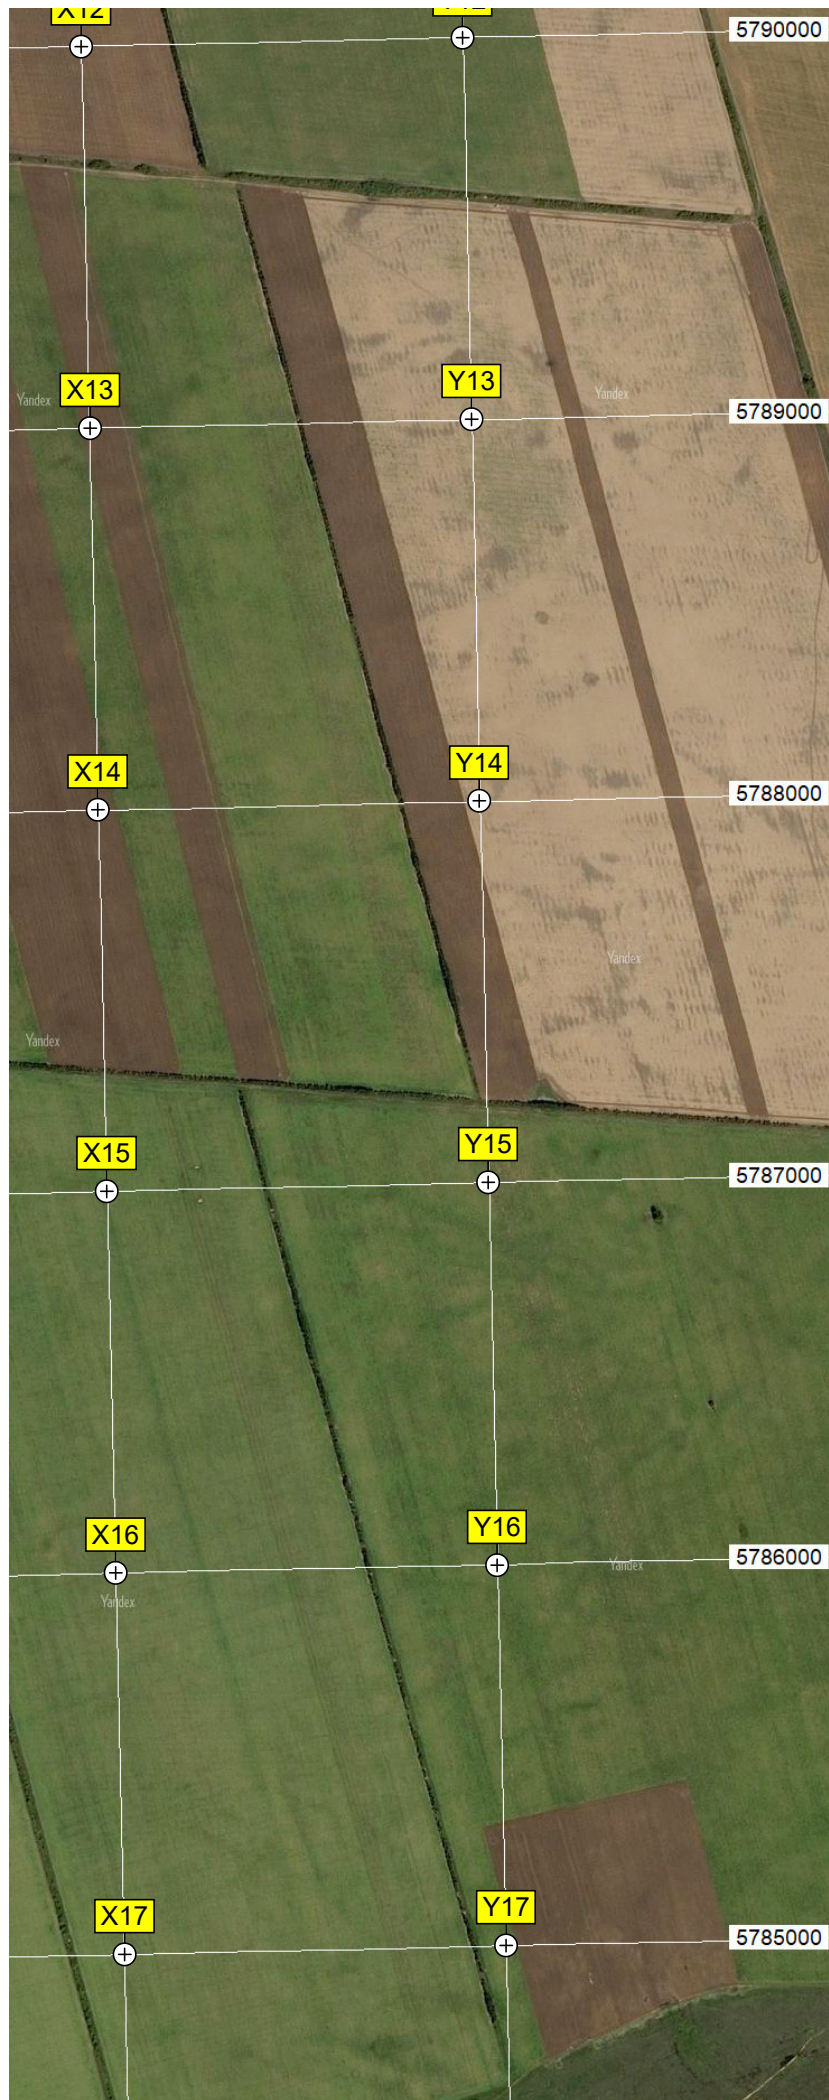 X12
5790000
Y13
X13
Yandex
Yandex
5789000
Y14
X14
5788000
Yandex
Yandex
Y15
X15
5787000
Y16
X16
5786000
Yandex
Yandex
Y17
X17
5785000